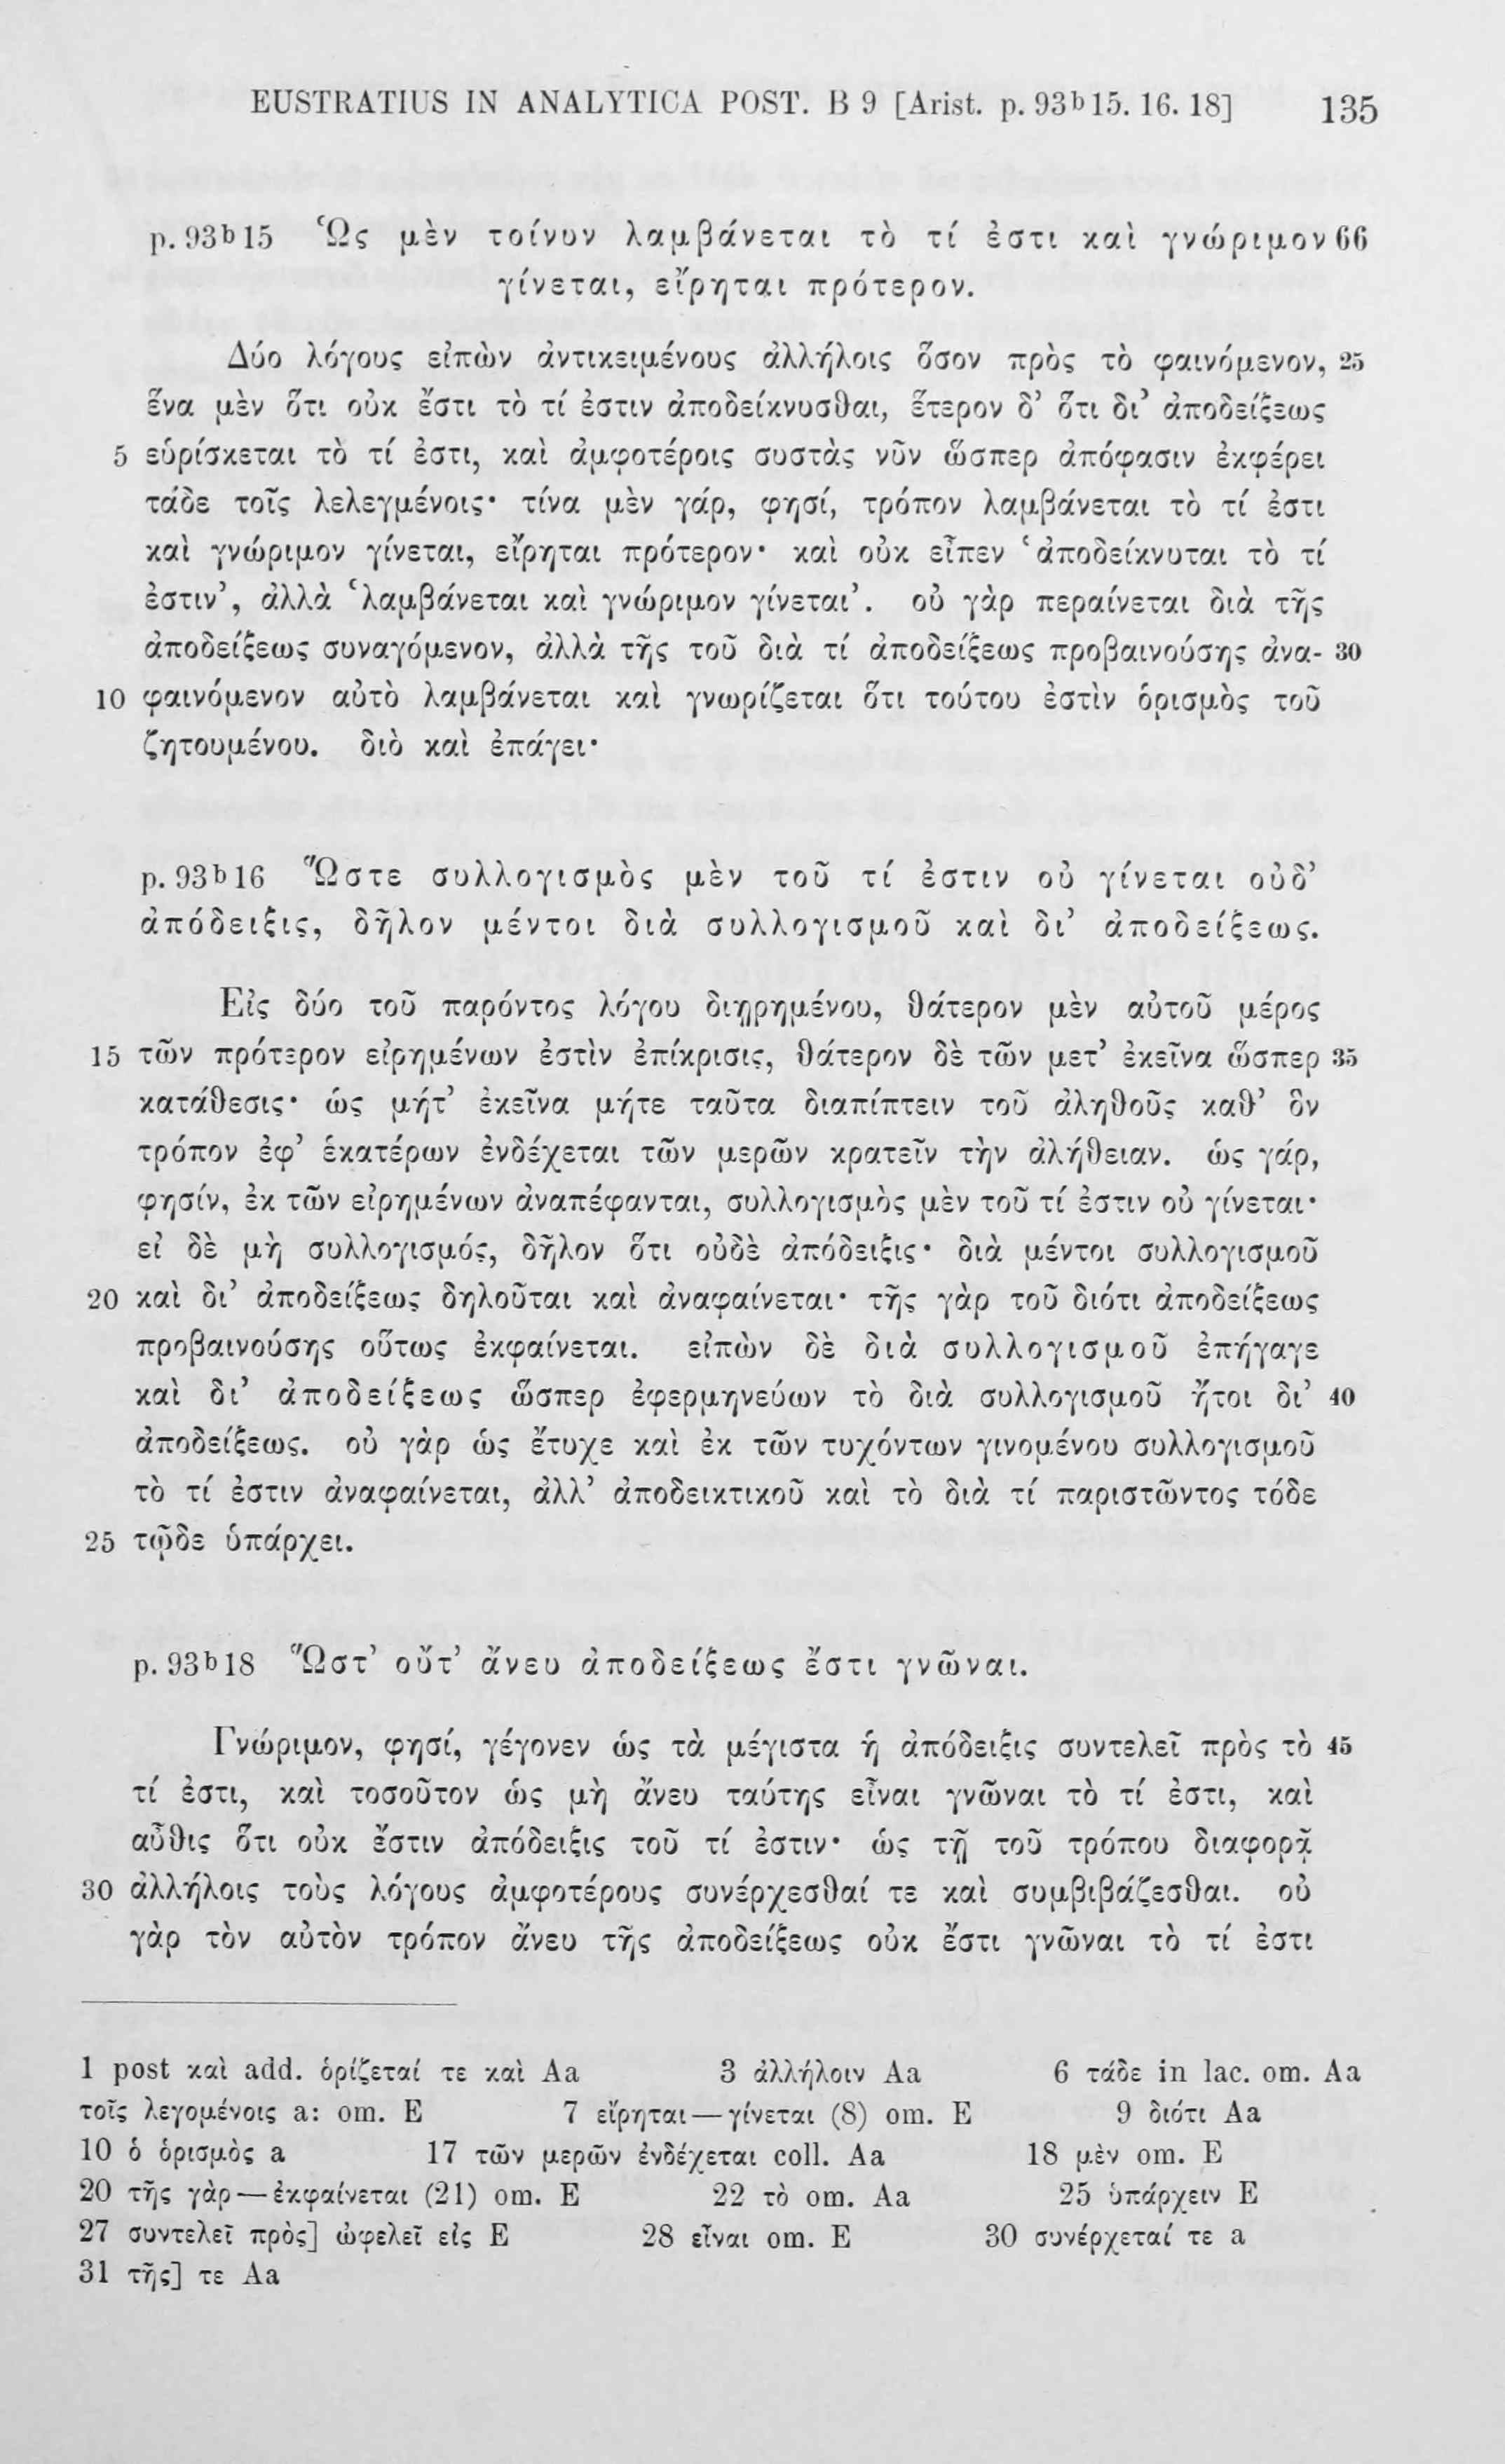 EUSTRATIUS IN ANALYTICA POST. B 9 [Arist. p. 93b15. 16. 18] 135
p. 93b15 Ὡς μὲν τοίνυν λαμβάνεται τὸ τί ἐστι καὶ γνώριμον 66
γίνεται, εἴρηται πρότερον.
Δύο λόγους εἰπὼν ἀντικειμένους ἀλλήλοις ὅσον πρὸς τὸ φαινόμενον, 25
ἕνα μὲν ὅτι οὐκ ἔστι τὸ τί ἐστιν ἀποδείκνυσθαι, ἕτερον δ’ ὅτι δι’ ἀποδείξεως
5 εὑρίσκεται τὸ τί ἐστι, καὶ ἀμφοτέροις συστὰς νῦν ὥσπερ ἀπόφασιν ἐκφέρει
τάδε τοῖς λελεγμένοις· τίνα μὲν γάρ, φησί, τρόπον λαμβάνεται τὸ τί ἐστι
καὶ γνώριμον γίνεται, εἴρηται πρότερον· καὶ οὐκ εἶπεν ‘ἀποδείκνυται τὸ τί
ἐστιν’, ἀλλὰ ‘λαμβάνεται καὶ γνώριμον γίνεται’. οὐ γὰρ περαίνεται διὰ τῆς
ἀποδείξεως συναγόμενον, ἀλλὰ τῆς τοῦ διὰ τί ἀποδείξεως προβαινούσης ἀνα- 30
10 φαινόμενον αὐτὸ λαμβάνεται καὶ γνωρίζεται ὅτι τούτου ἐστὶν ὁρισμὸς τοῦ
ζητουμένου. διὸ καὶ ἐπάγει·
p. 93b16 Ὥστε συλλογισμὸς μὲν τοῦ τί ἐστιν οὐ γίνεται οὐδ’
ἀπόδειξις, δῆλον μέντοι διὰ συλλογισμοῦ καὶ δι’ ἀποδείξεως.
Εἰς δύο τοῦ παρόντος λόγου διῃρημένου, θάτερον μὲν αὐτοῦ μέρος
15 τῶν πρότερον εἰρημένων ἐστὶν ἐπίκρισις, θάτερον δὲ τῶν μετ’ ἐκεῖνα ὥσπερ 35
κατάθεσις· ὡς μήτ’ ἐκεῖνα μήτε ταῦτα διαπίπτειν τοῦ ἀληθοῦς καθ’ ὃν
τρόπον ἐφ’ ἑκατέρων ἐνδέχεται τῶν μερῶν κρατεῖν τὴν ἀλήθειαν. ὡς γάρ,
φησίν, ἐκ τῶν εἰρημένων ἀναπέφανται, συλλογισμὸς μὲν τοῦ τί ἐστιν οὐ γίνεται·
εἰ δὲ μὴ συλλογισμός, δῆλον ὅτι οὐδὲ ἀπόδειξις· διὰ μέντοι συλλογισμοῦ
20 καὶ δι’ ἀποδείξεως δηλοῦται καὶ ἀναφαίνεται· τῆς γὰρ τοῦ διότι ἀποδείξεως
προβαινούσης οὕτως ἐκφαίνεται. εἰπὼν δὲ διὰ συλλογισμοῦ ἐπήγαγε
καὶ δι’ ἀποδείξεως ὥσπερ ἐφερμηνεύων τὸ διὰ συλλογισμοῦ ἤτοι δι’ 40
ἀποδείξεως. οὐ γὰρ ὡς ἔτυχε καὶ ἐκ τῶν τυχόντων γινομένου συλλογισμοῦ
τὸ τί ἐστιν ἀναφαίνεται, ἀλλ’ ἀποδεικτικοῦ καὶ τὸ διὰ τί παριστῶντος τόδε
25 τῷδε ὑπάρχει.
p. 93b18 Ὥστ’ οὔτ’ ἄνευ ἀποδείξεως ἔστι γνῶναι.
Γνώριμον, φησί, γέγονεν ὡς τὰ μέγιστα ἡ ἀπόδειξις συντελεῖ πρὸς τὸ 45
τί ἐστι, καὶ τοσοῦτον ὡς μὴ ἄνευ ταύτης εἶναι γνῶναι τὸ τί ἐστι, καὶ
αὖθις ὅτι οὐκ ἔστιν ἀπόδειξις τοῦ τί ἐστιν· ὡς τῇ τοῦ τρόπου διαφορᾷ
30 ἀλλήλοις τοὺς λόγους ἀμφοτέρους συνέρχεσθαί τε καὶ συμβιβάζεσθαι. οὐ
γὰρ τὸν αὐτὸν τρόπον ἄνευ τῆς ἀποδείξεως οὐκ ἔστι γνῶναι τὸ τί ἐστι
1 post καὶ add. ὁρίζεταί τε καὶ Aa 3 ἀλλήλοιν Aa 6 τάδε in lac. om. Aa
τοῖς λεγομένοις a: om. E 7 εἴρηται—γίνεται (8) om. E 9 διότι Aa
10 ὁ ὁρισμὸς a 17 τῶν μερῶν ἐνδέχεται coll. Aa 18 μὲν om. E
20 τῆς γὰρ—ἐκφαίνεται (21) om. E 22 τὸ om. Aa 25 ὑπάρχειν E
27 συντελεῖ πρὸς] ὠφελεῖ εἰς E 28 εἶναι om. E 30 συνέρχεταί τε a
31 τῆς] τε Aa